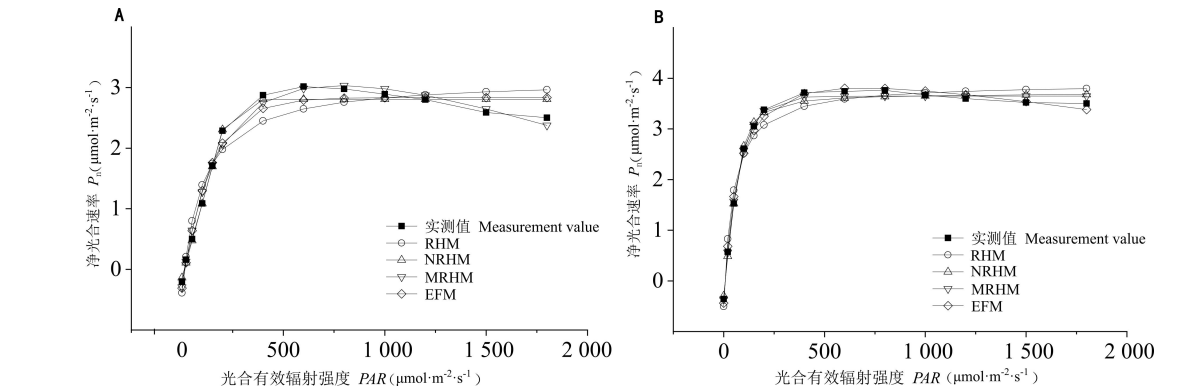 A
净光合速率 Pn(μmol·m-2·s-1)
3
2
1
0
实测值 Measurement value
RHM
NRHM
MRHM
EFM
0 500 1 000 1 500 2 000
光合有效辐射强度 PAR (μmol·m-2·s-1)
B
净光合速率 Pn(μmol·m-2·s-1)
4
3
2
1
0
实测值 Measurement value
RHM
NRHM
MRHM
EFM
0 500 1 000 1 500 2 000
光合有效辐射强度 PAR (μmol·m-2·s-1)